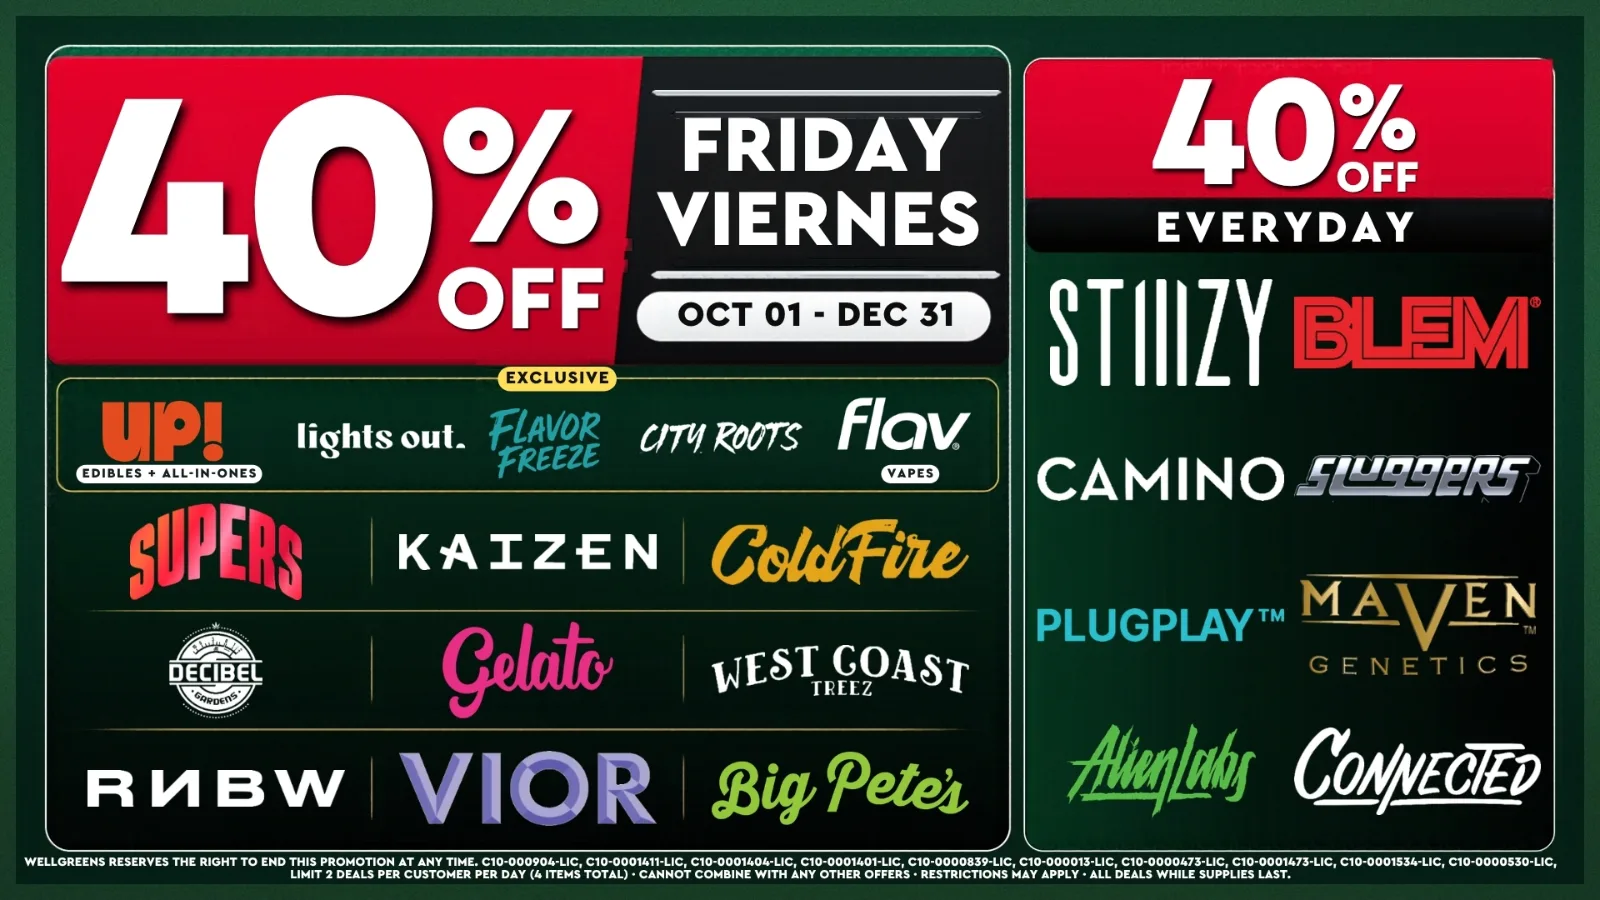 40% OFF
FRIDAY
VIERNES
OCT 01 - DEC 31
EXCLUSIVE
UP!
EDIBLES + ALL-IN-ONES
lights out.
FLAVOR
FREEZE
CITY ROOTS
flav®
VAPES
SUPERS
KAIZEN
ColdFire
DECIBEL
GARDENS
Gelato
WEST COAST
TREEZ
RNBW
VIOR
Big Pete's
40% OFF
EVERYDAY
STIIIZY
BLEM®
CAMINO
SLUGGERS
PLUGPLAY™
MAVEN™
GENETICS
AlienLabs
CONNECTED
WELLGREENS RESERVES THE RIGHT TO END THIS PROMOTION AT ANY TIME. C10-000904-LIC, C10-0001411-LIC, C10-0001404-LIC, C10-0001401-LIC, C10-0000839-LIC, C10-000013-LIC, C10-0000473-LIC, C10-0001473-LIC, C10-0001534-LIC, C10-0000530-LIC,
LIMIT 2 DEALS PER CUSTOMER PER DAY (4 ITEMS TOTAL) • CANNOT COMBINE WITH ANY OTHER OFFERS • RESTRICTIONS MAY APPLY • ALL DEALS WHILE SUPPLIES LAST.